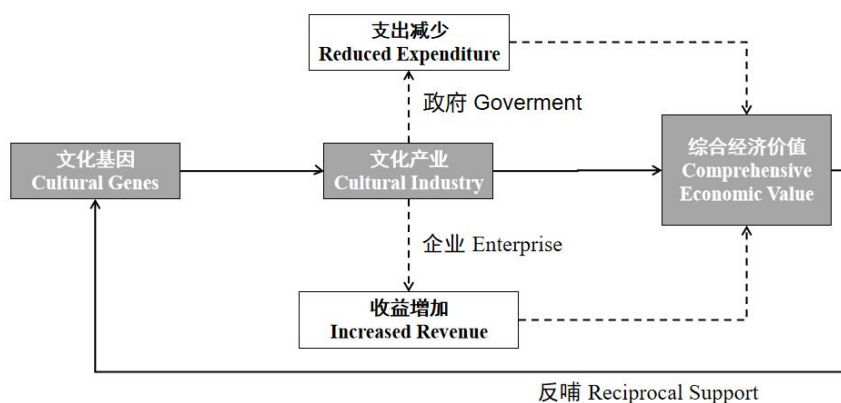 支出减少
Reduced Expenditure
政府 Goverment
文化基因
Cultural Genes
文化产业
Cultural Industry
综合经济价值
Comprehensive
Economic Value
企业 Enterprise
收益增加
Increased Revenue
反哺 Reciprocal Support